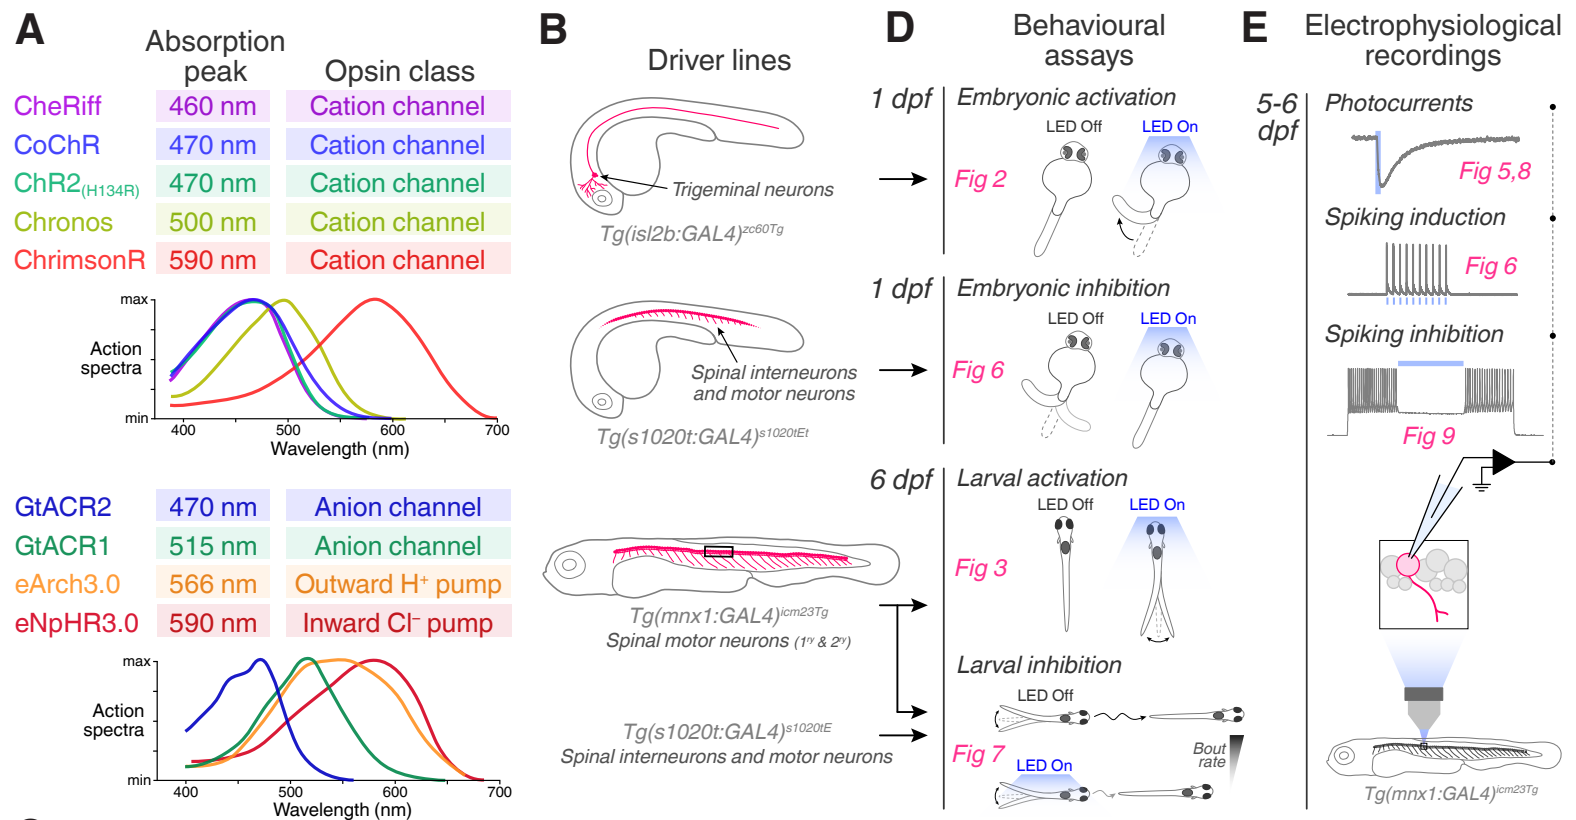 A
Absorption
peak
Opsin class
CheRiff 460 nm Cation channel
CoChR 470 nm Cation channel
ChR2(H134R) 470 nm Cation channel
Chronos 500 nm Cation channel
ChrimsonR 590 nm Cation channel
max
Action
spectra
min
400 500 600 700
Wavelength (nm)
GtACR2 470 nm Anion channel
GtACR1 515 nm Anion channel
eArch3.0 566 nm Outward H+ pump
eNpHR3.0 590 nm Inward Cl− pump
max
Action
spectra
min
400 500 600 700
Wavelength (nm)
B
Driver lines
Trigeminal neurons
Tg(isl2b:GAL4)zc60Tg
Spinal interneurons
and motor neurons
Tg(s1020t:GAL4)s1020tEt
Tg(mnx1:GAL4)icm23Tg
Spinal motor neurons (1ry & 2ry)
Tg(s1020t:GAL4)s1020tE
Spinal interneurons and motor neurons
D
Behavioural
assays
1 dpf
Embryonic activation
LED Off LED On
Fig 2
1 dpf
Embryonic inhibition
LED Off LED On
Fig 6
6 dpf
Larval activation
LED Off LED On
Fig 3
Larval inhibition
LED Off
Fig 7
LED On
Bout
rate
E
Electrophysiological
recordings
5-6
dpf
Photocurrents
Fig 5,8
Spiking induction
Fig 6
Spiking inhibition
Fig 9
Tg(mnx1:GAL4)icm23Tg